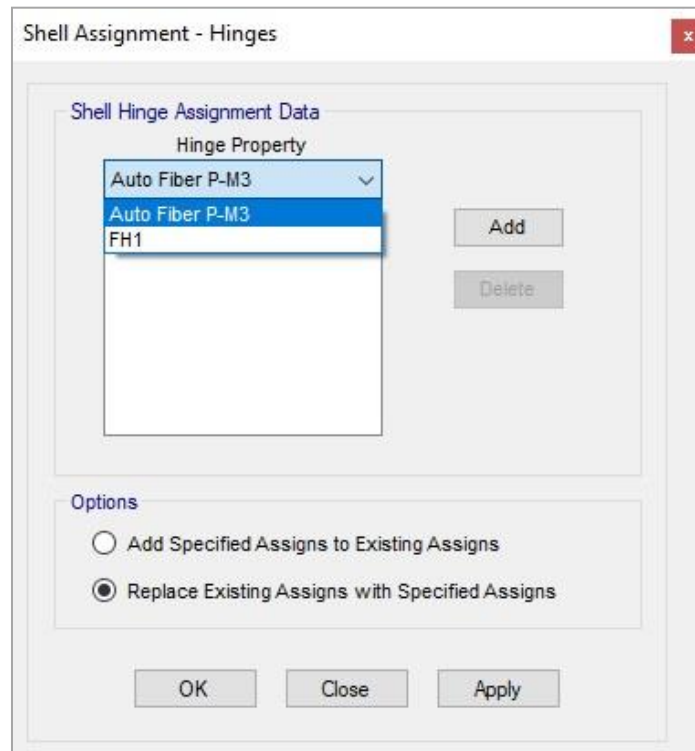 Shell Assignment - Hinges
x
Shell Hinge Assignment Data
Hinge Property
Auto Fiber P-M3
Auto Fiber P-M3
FH1
Add
Delete
Options
Add Specified Assigns to Existing Assigns
Replace Existing Assigns with Specified Assigns
OK Close Apply